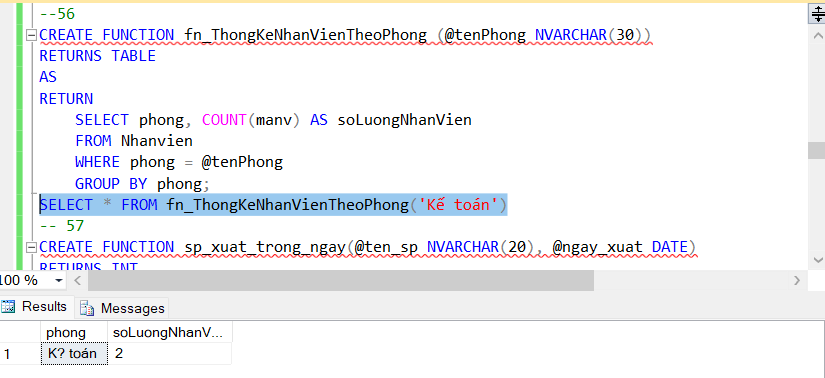 --56
CREATE FUNCTION fn_ThongKeNhanVienTheoPhong (@tenPhong NVARCHAR(30))
RETURNS TABLE
AS
RETURN
SELECT phong, COUNT(manv) AS soLuongNhanVien
FROM Nhanvien
WHERE phong = @tenPhong
GROUP BY phong;
SELECT * FROM fn_ThongKeNhanVienTheoPhong('Kế toán')
-- 57
CREATE FUNCTION sp_xuat_trong_ngay(@ten_sp NVARCHAR(20), @ngay_xuat DATE)
RETURNS INT
100 %
Results Messages
phong soLuongNhanV...
1 K? toán 2